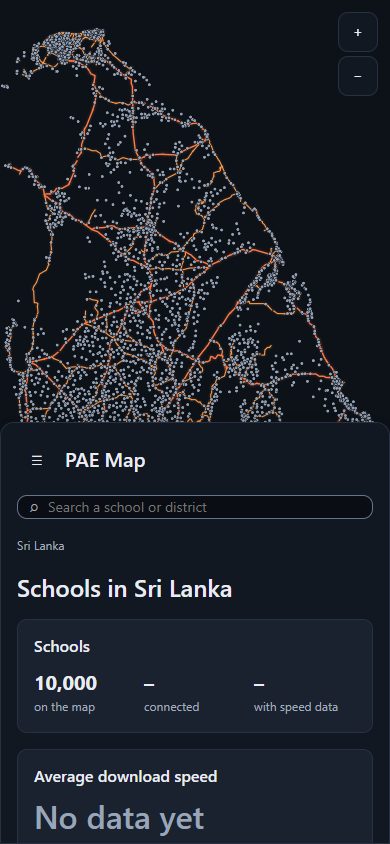 +
–
☰ PAE Map
Search a school or district
Sri Lanka
Schools in Sri Lanka
Schools
10,000 – –
on the map connected with speed data
Average download speed
No data yet